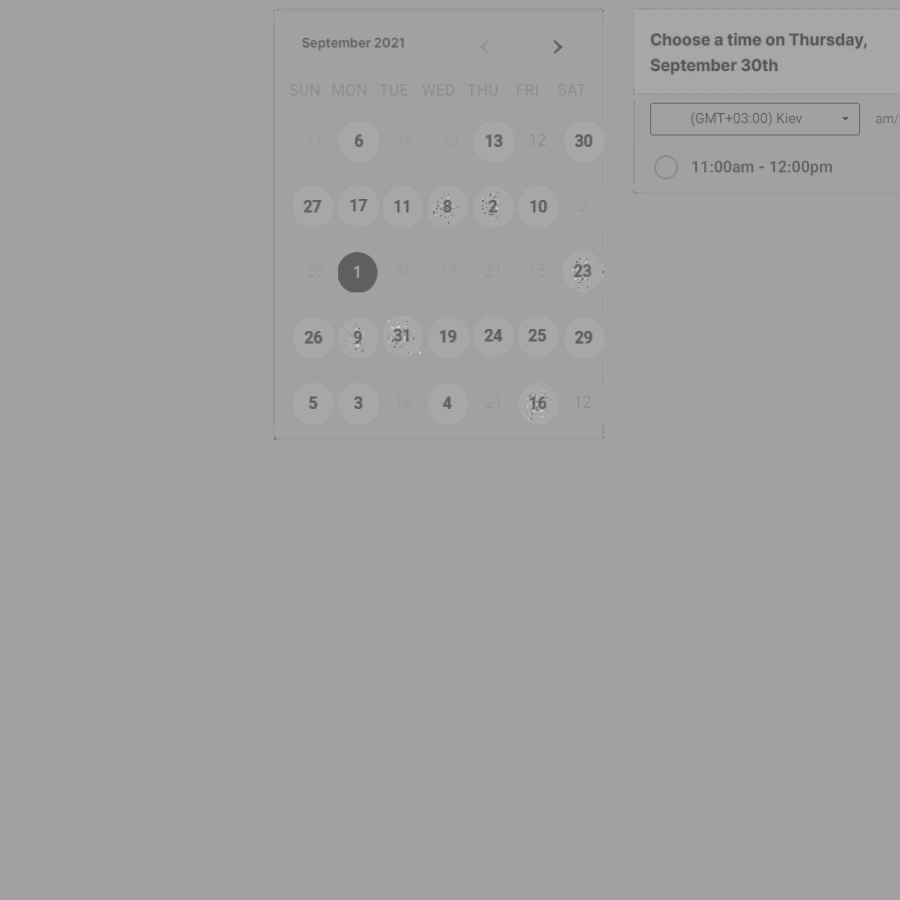 September 2021
SUN MON TUE WED THU FRI SAT
11 6 18 13 13 12 30
27 17 11 8 2 10 2
20 1 30 18 21 15 23
26 9 31 19 24 25 29
5 3 16 4 21 16 12
Choose a time on Thursday,
September 30th
(GMT+03:00) Kiev am/
11:00am - 12:00pm